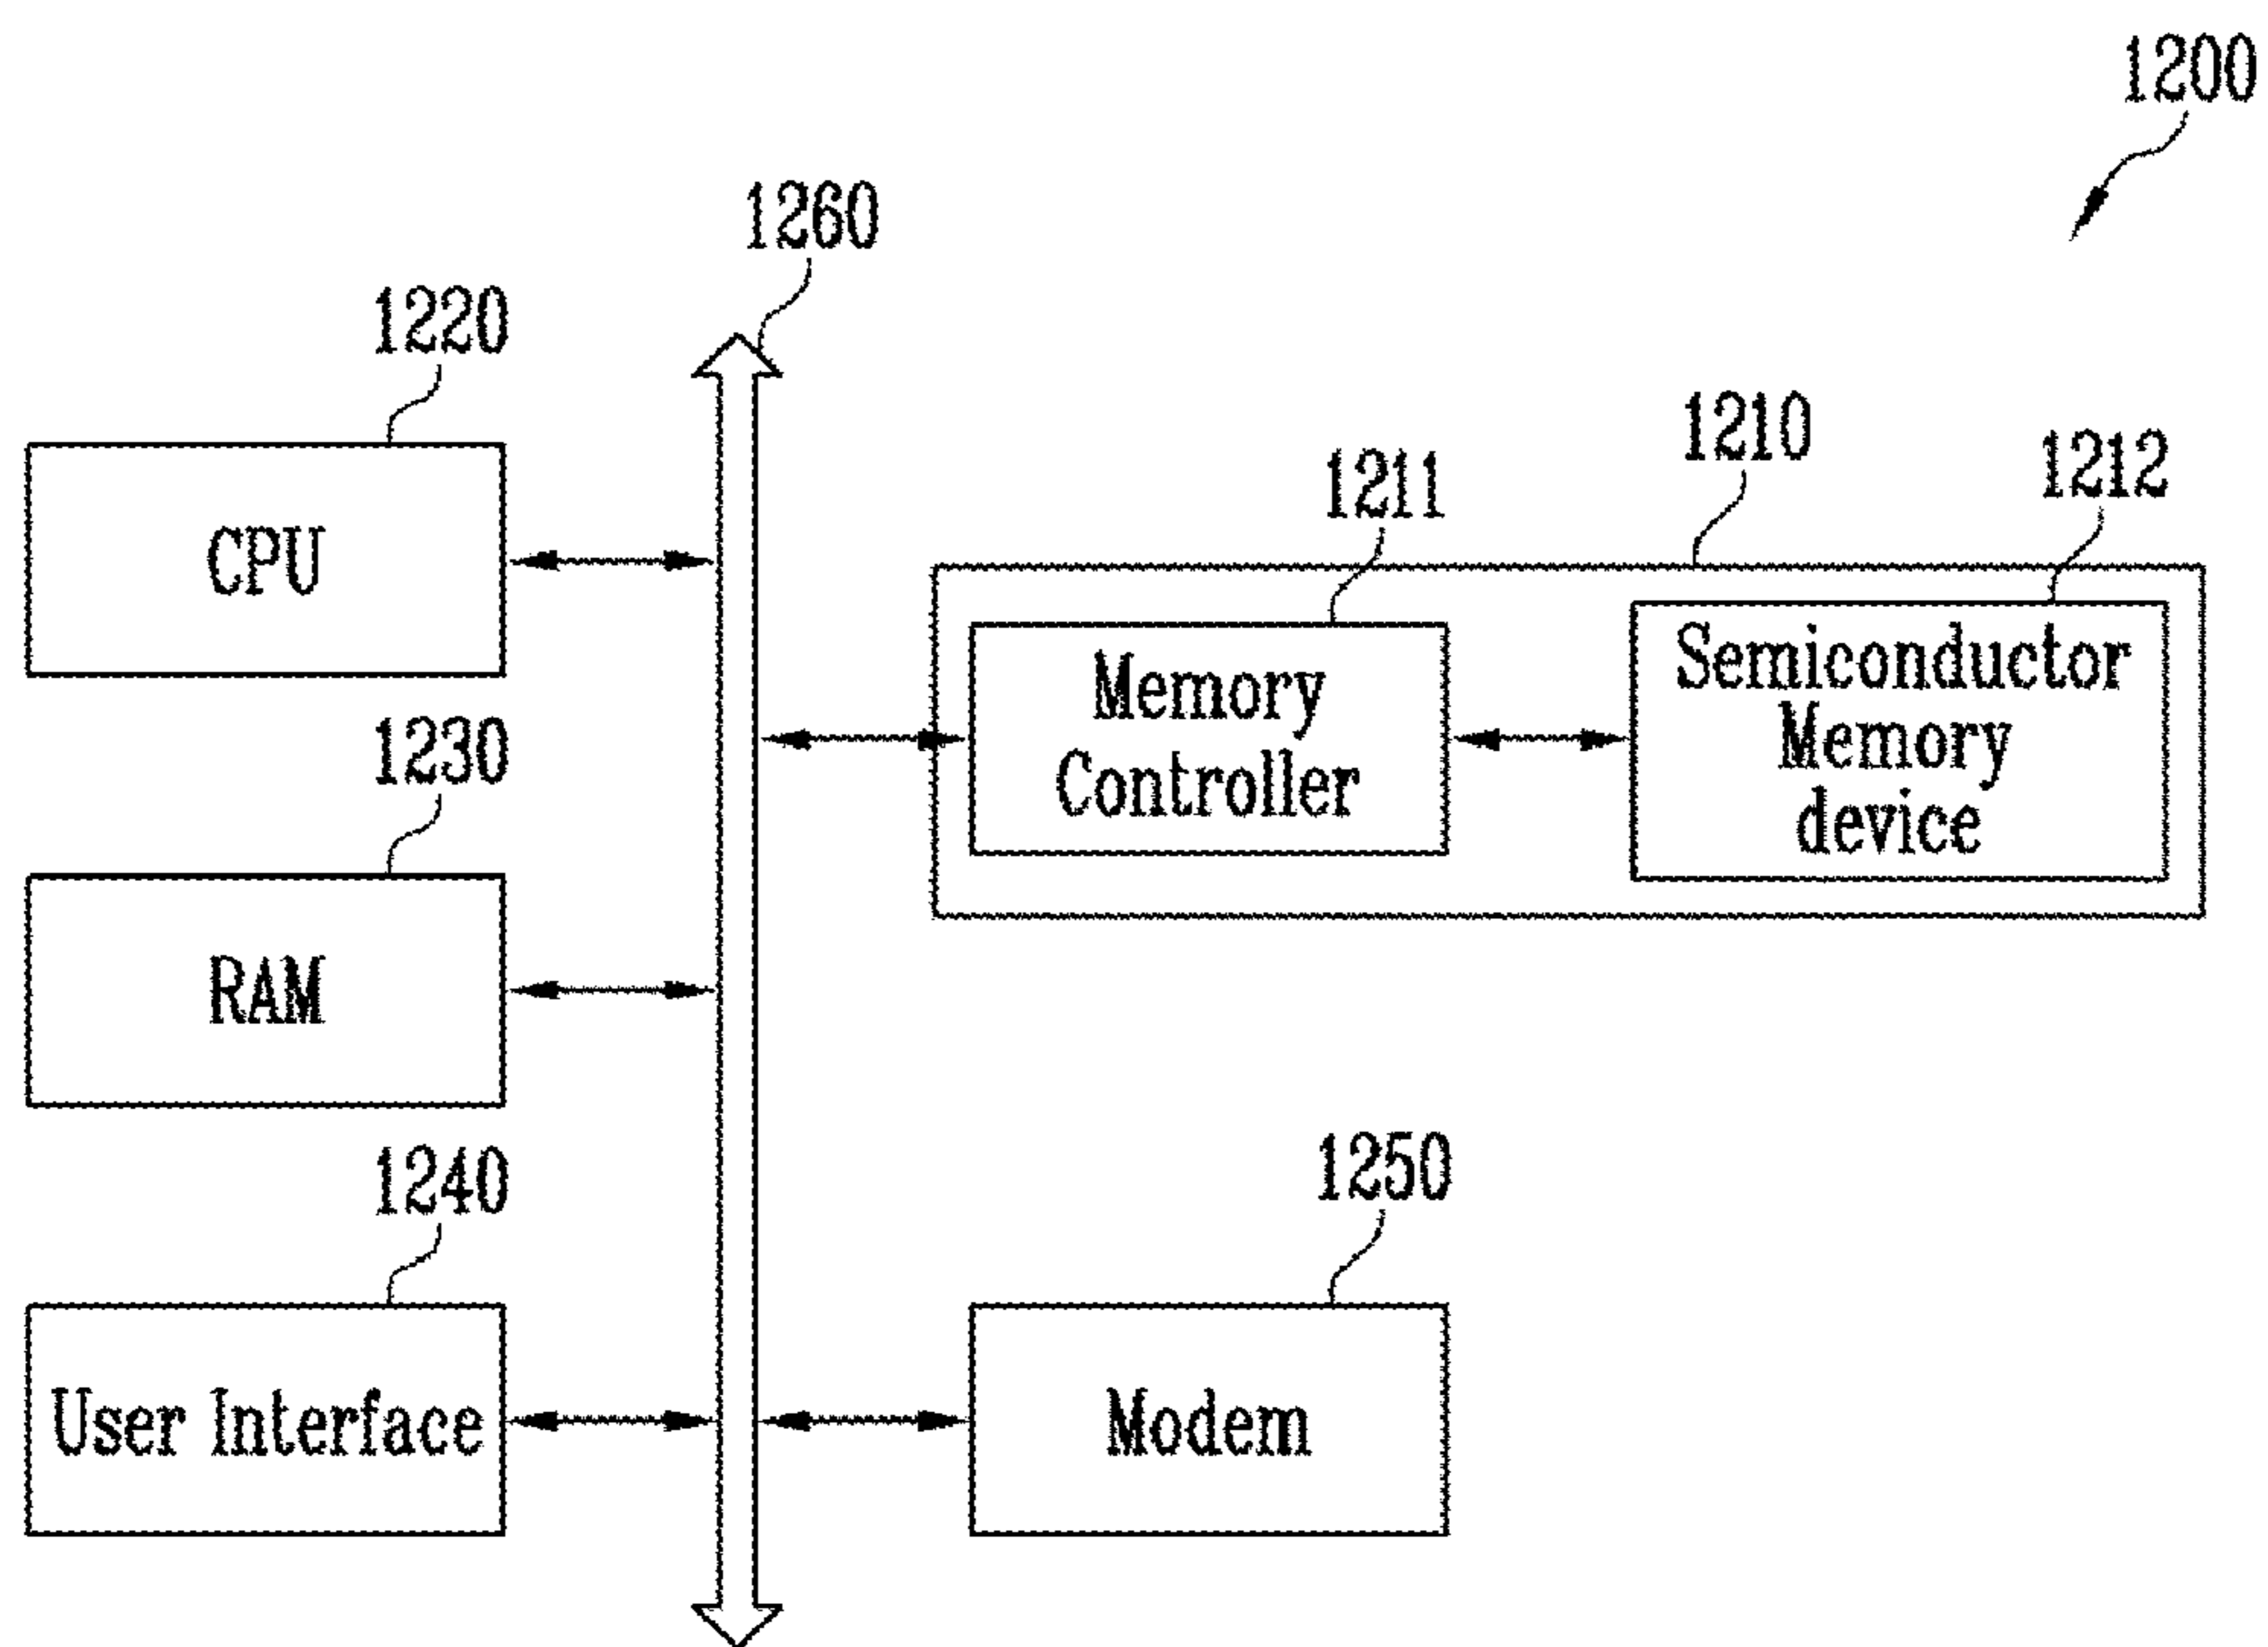 1200
1260
1220
1210
1212
1211
CPU
Semiconductor
Memory
device
Memory
Controller
1230
RAM
1240
1250
User Interface
Modem